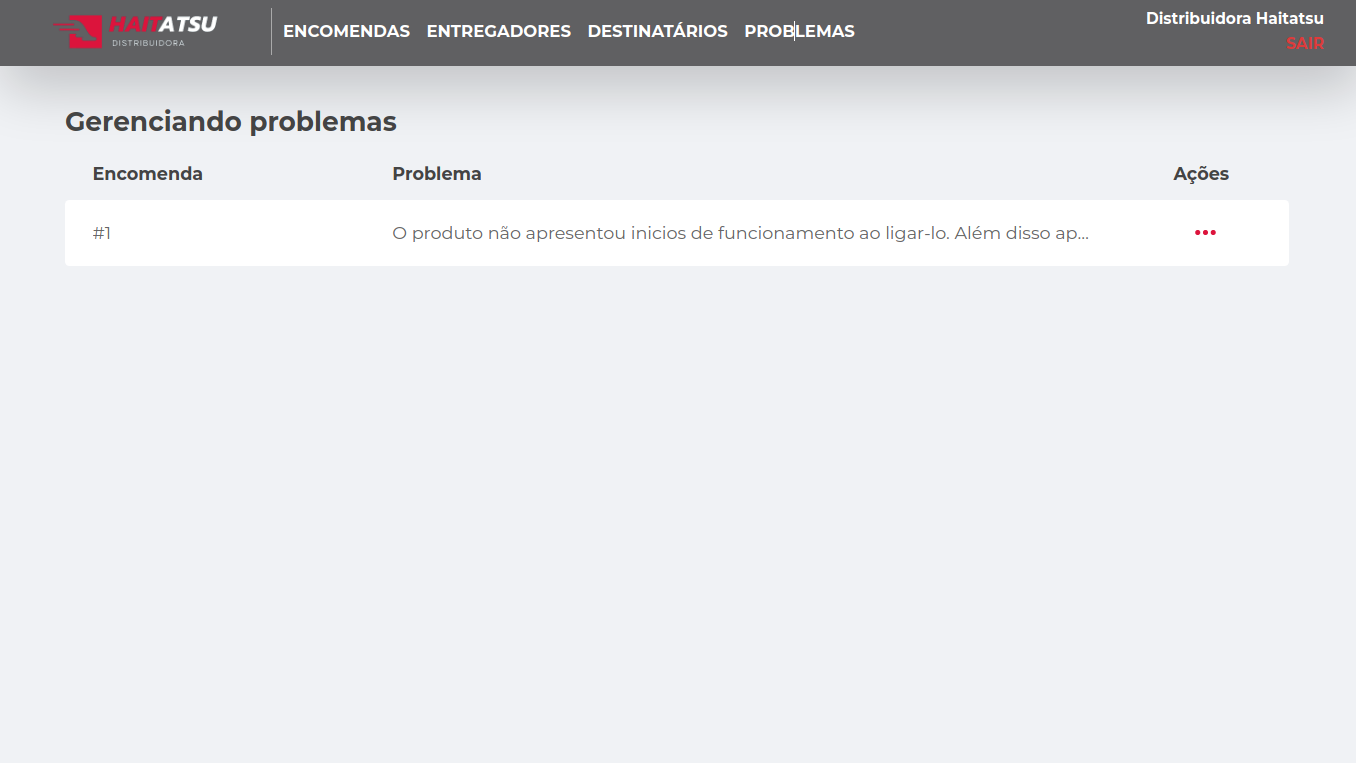 HAITATSU
DISTRIBUIDORA
ENCOMENDAS ENTREGADORES DESTINATÁRIOS PROBLEMAS
Distribuidora Haitatsu
SAIR
Gerenciando problemas
Encomenda Problema Ações
#1 O produto não apresentou inicios de funcionamento ao ligar-lo. Além disso ap...